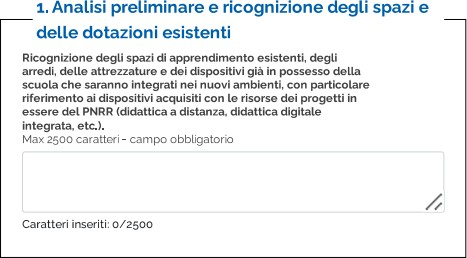 1. Analisi preliminare e ricognizione degli spazi e
delle dotazioni esistenti
Ricognizione degli spazi di apprendimento esistenti, degli
arredi, delle attrezzature e dei dispositivi già in possesso della
scuola che saranno integrati nei nuovi ambienti, con particolare
riferimento ai dispositivi acquisiti con le risorse dei progetti in
essere del PNRR (didattica a distanza, didattica digitale
integrata, etc.).
Max 2500 caratteri - campo obbligatorio
Caratteri inseriti: 0/2500